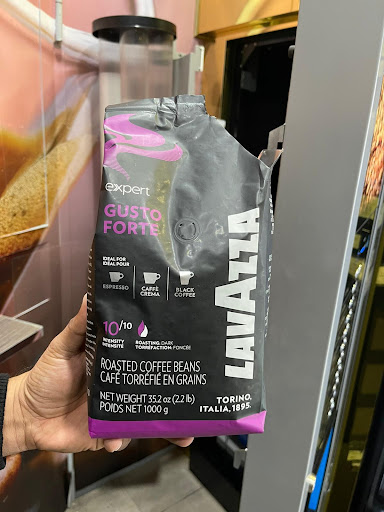 expert
GUSTO
FORTE
IDEAL FOR
IDÉAL POUR
ESPRESSO
CAFFÈ
CREMA
BLACK
COFFEE
10/10
INTENSITY
INTENSITÉ
ROASTING: DARK
TORRÉFACTION: FONCÉE
LAVAZZA
ROASTED COFFEE BEANS
CAFÉ TORRÉFIÉ EN GRAINS
NET WEIGHT 35.2 oz (2.2 lb)
POIDS NET 1000 g
TORINO,
ITALIA, 1895.